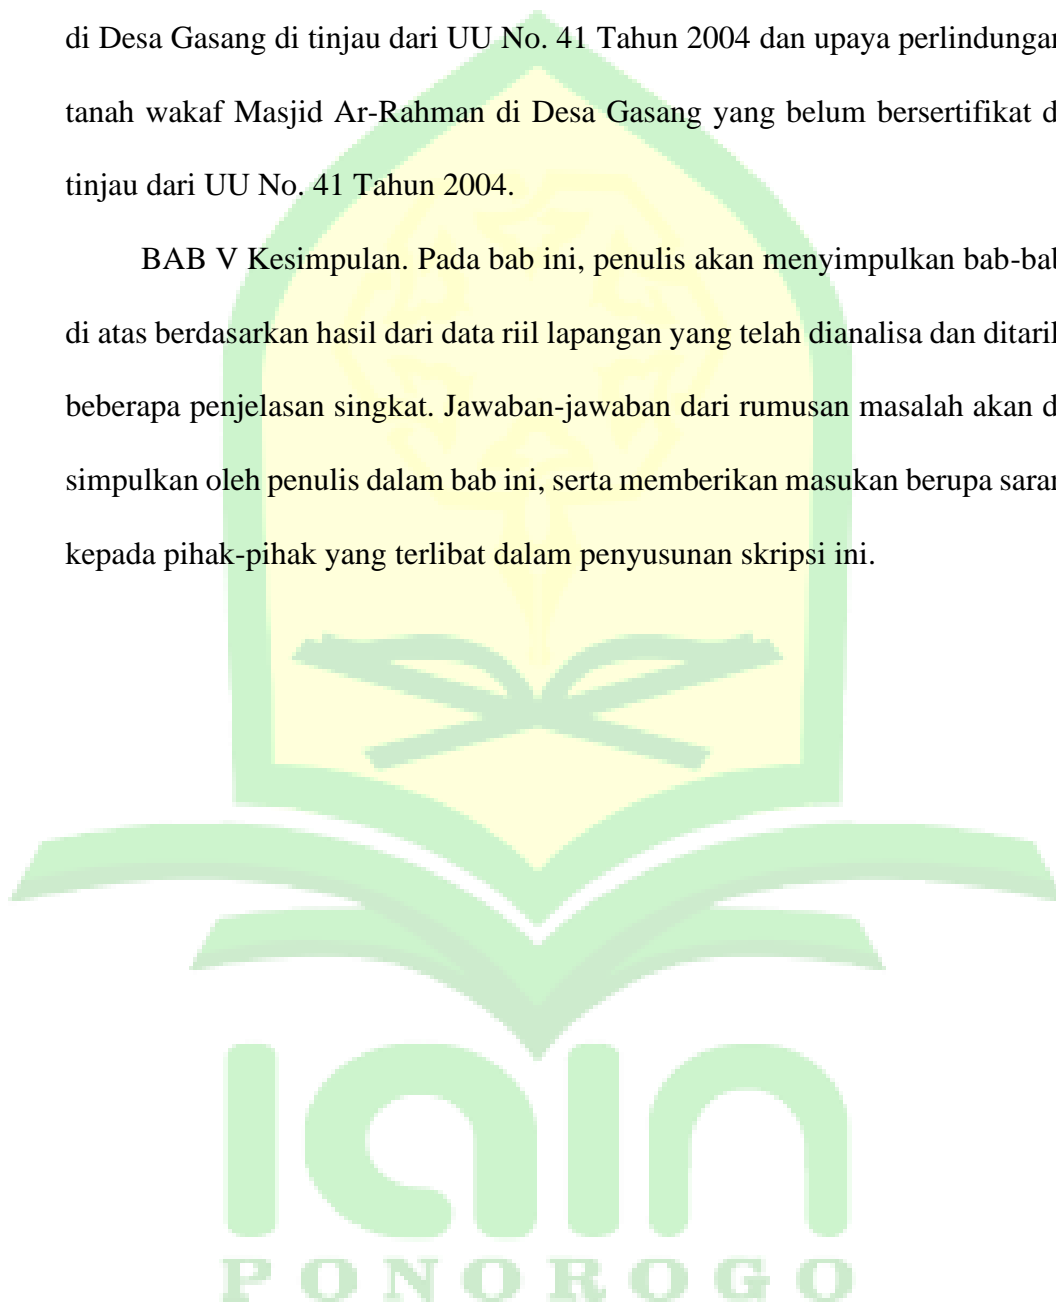 di Desa Gasang di tinjau dari UU No. 41 Tahun 2004 dan upaya perlindungan
tanah wakaf Masjid Ar-Rahman di Desa Gasang yang belum bersertifikat d
tinjau dari UU No. 41 Tahun 2004.
BAB V Kesimpulan. Pada bab ini, penulis akan menyimpulkan bab-bab
di atas berdasarkan hasil dari data riil lapangan yang telah dianalisa dan ditarik
beberapa penjelasan singkat. Jawaban-jawaban dari rumusan masalah akan d
simpulkan oleh penulis dalam bab ini, serta memberikan masukan berupa saran
kepada pihak-pihak yang terlibat dalam penyusunan skripsi ini.
iain
PONOROGO